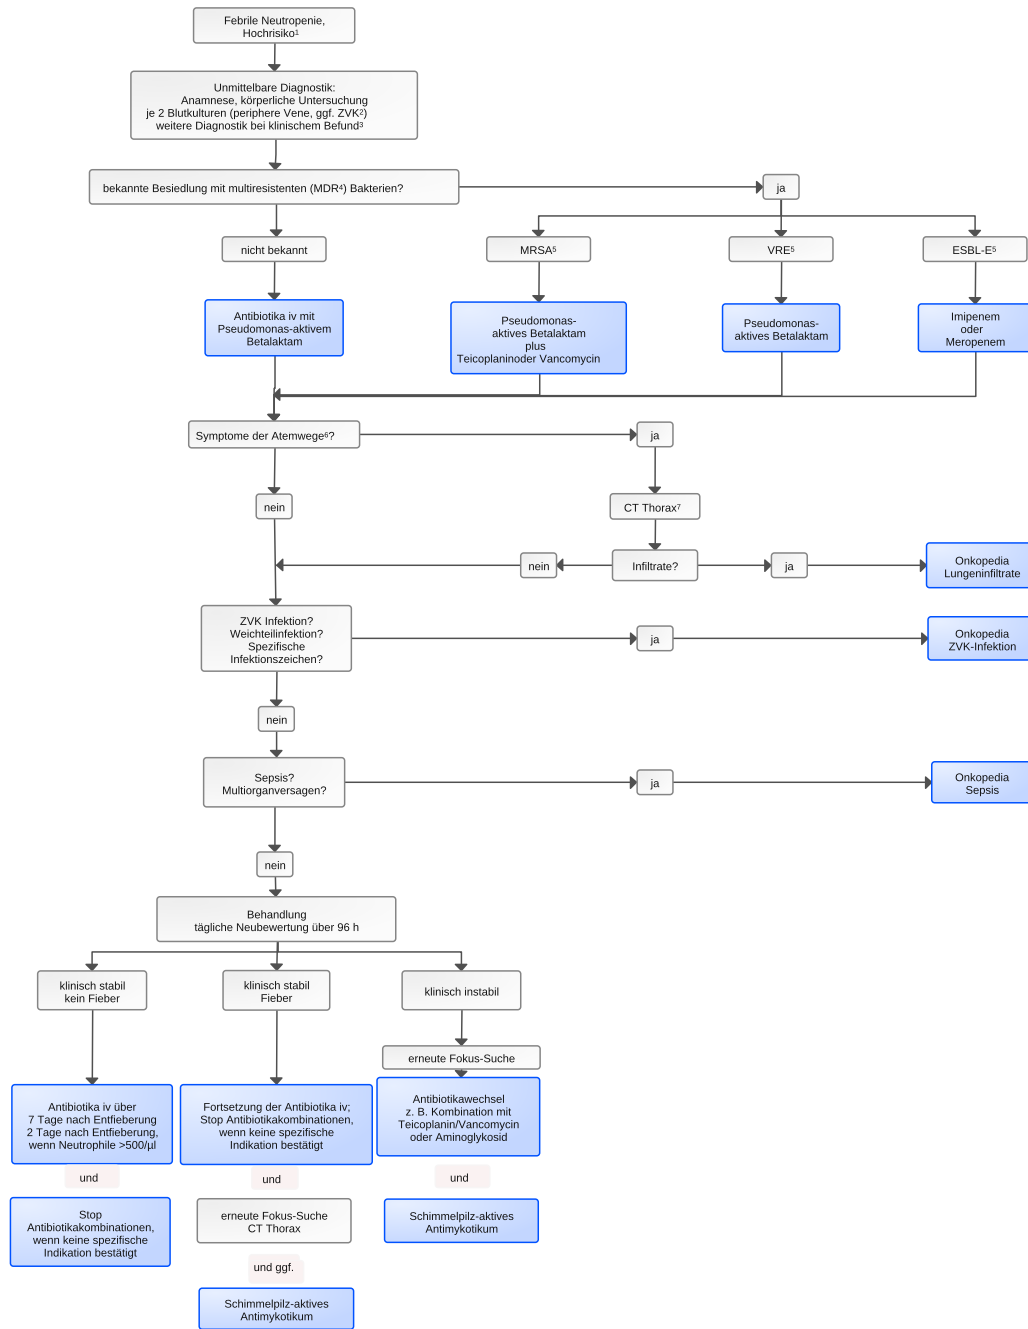 Febrile Neutropenie,
Hochrisiko¹
Unmittelbare Diagnostik:
Anamnese, körperliche Untersuchung
je 2 Blutkulturen (periphere Vene, ggf. ZVK²)
weitere Diagnostik bei klinischem Befund³
bekannte Besiedlung mit multiresistenten (MDR⁴) Bakterien?
ja
nicht bekannt
MRSA⁵
VRE⁵
ESBL-E⁵
Antibiotika iv mit
Pseudomonas-aktivem
Betalaktam
Pseudomonas-
aktives Betalaktam
plus
Teicoplaninoder Vancomycin
Pseudomonas-
aktives Betalaktam
Imipenem
oder
Meropenem
Symptome der Atemwege⁶?
ja
nein
CT Thorax⁷
Infiltrate?
nein
ja
Onkopedia
Lungeninfiltrate
ZVK Infektion?
Weichteilinfektion?
Spezifische
Infektionszeichen?
ja
Onkopedia
ZVK-Infektion
nein
Sepsis?
Multiorganversagen?
ja
Onkopedia
Sepsis
nein
Behandlung
tägliche Neubewertung über 96 h
klinisch stabil
kein Fieber
klinisch stabil
Fieber
klinisch instabil
erneute Fokus-Suche
Antibiotika iv über
7 Tage nach Entfieberung
2 Tage nach Entfieberung,
wenn Neutrophile >500/µl
Fortsetzung der Antibiotika iv;
Stop Antibiotikakombinationen,
wenn keine spezifische
Indikation bestätigt
Antibiotikawechsel
z. B. Kombination mit
Teicoplanin/Vancomycin
oder Aminoglykosid
und
und
und
Stop
Antibiotikakombinationen,
wenn keine spezifische
Indikation bestätigt
erneute Fokus-Suche
CT Thorax
Schimmelpilz-aktives
Antimykotikum
und ggf.
Schimmelpilz-aktives
Antimykotikum